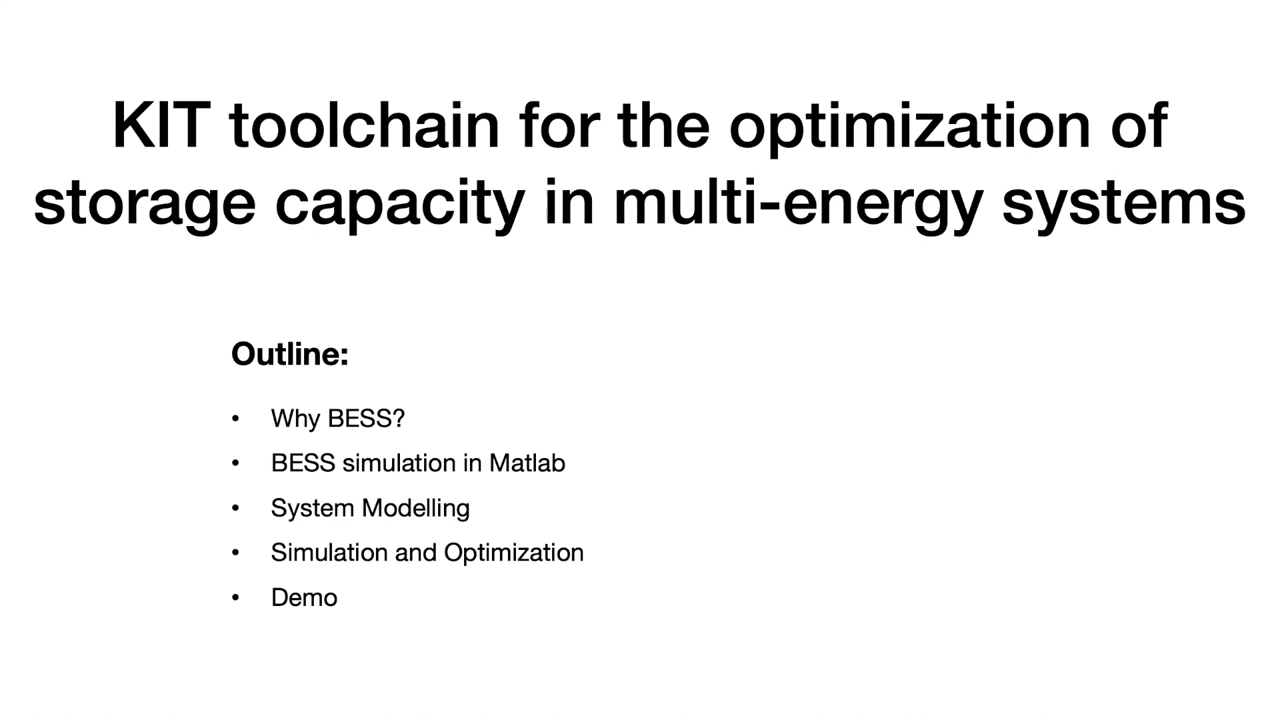 KIT toolchain for the optimization of
storage capacity in multi-energy systems
Outline:
• Why BESS?
• BESS simulation in Matlab
• System Modelling
• Simulation and Optimization
• Demo